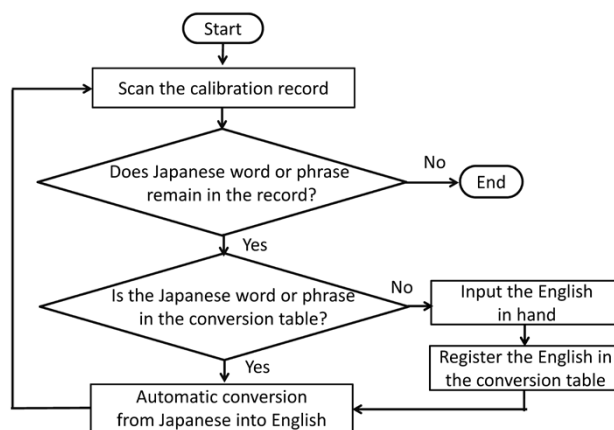 Start
Scan the calibration record
Does Japanese word or phrase
remain in the record?
No
End
Yes
Is the Japanese word or phrase
in the conversion table?
No
Input the English
in hand
Register the English in
the conversion table
Yes
Automatic conversion
from Japanese into English